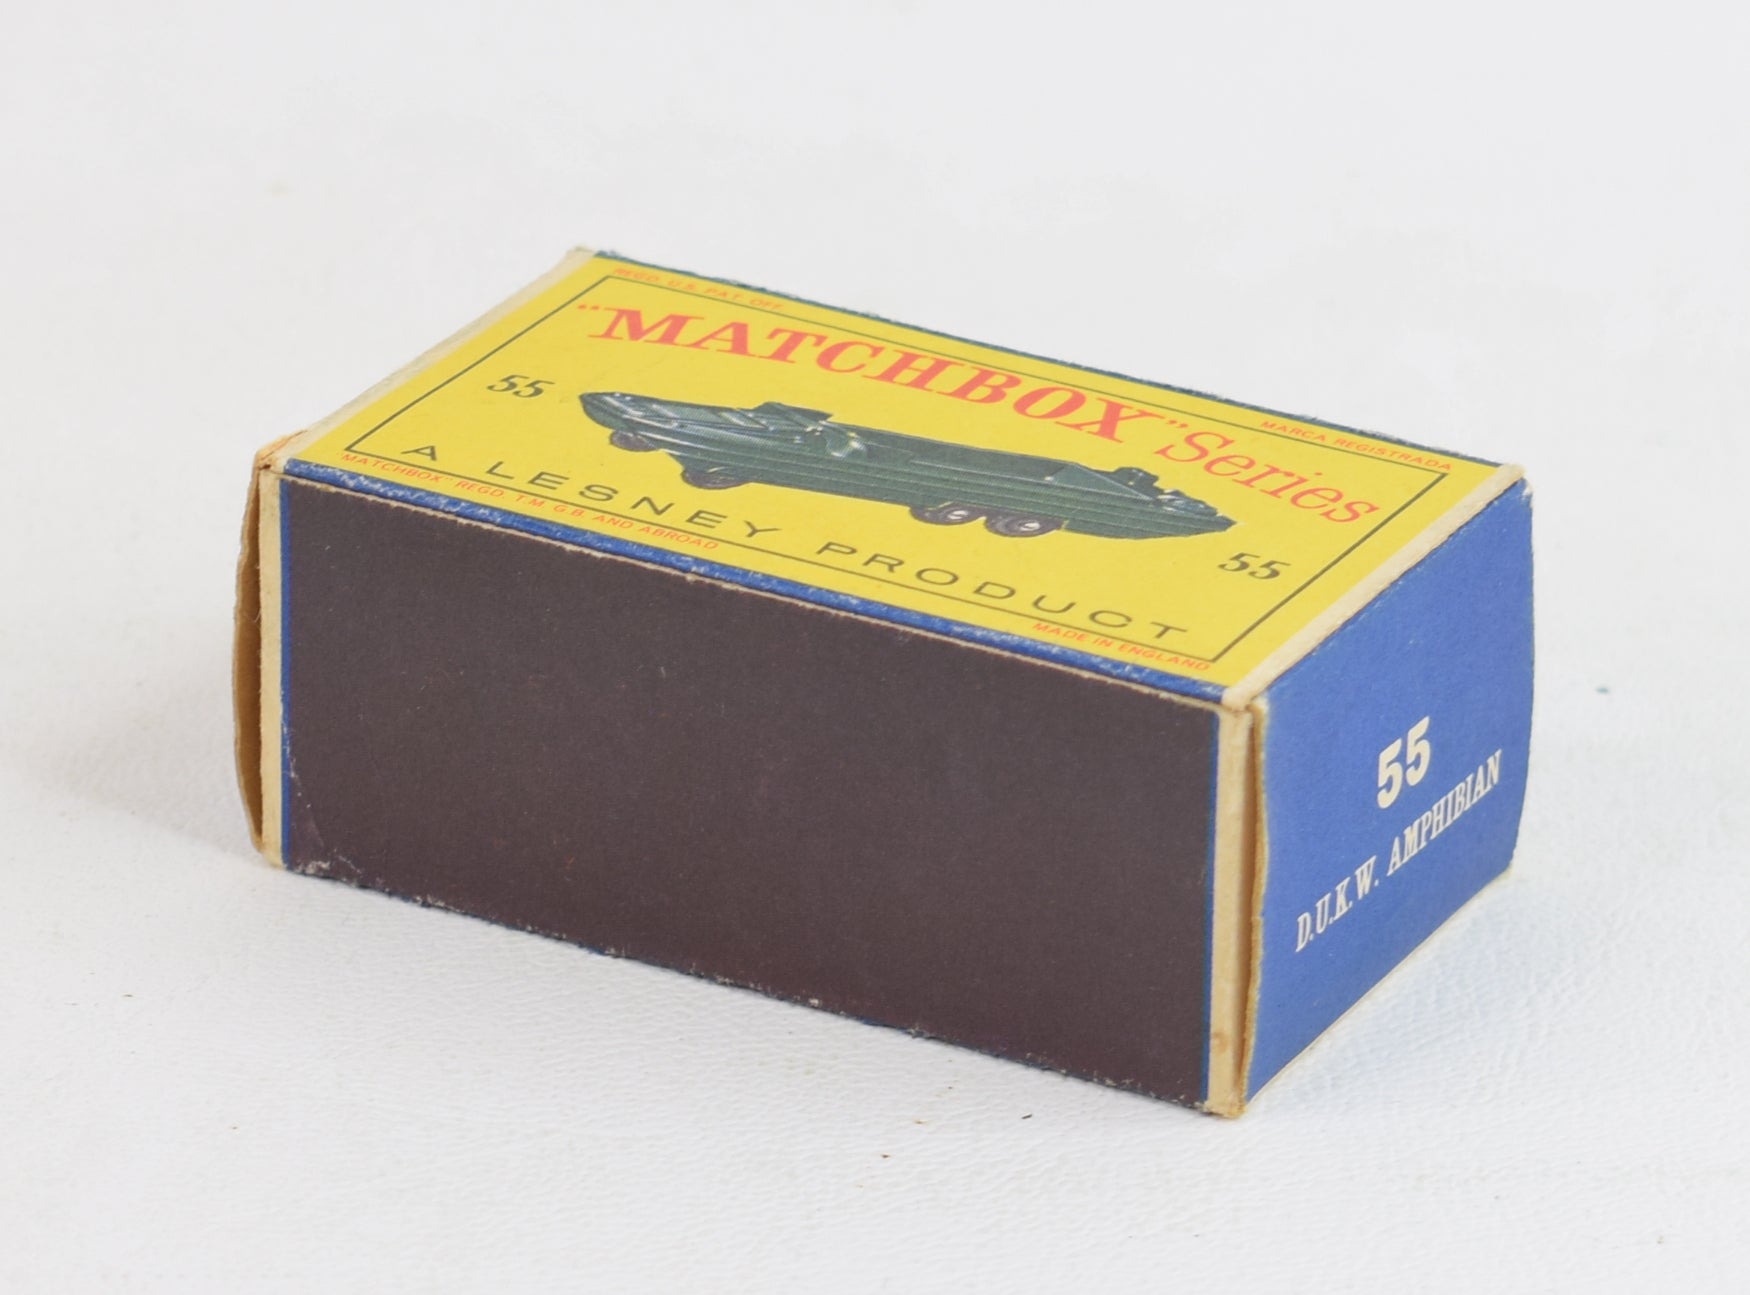 REGD. U.S. PAT. OFF.
"MATCHBOX" Series
MARCA REGISTRADA
55
55
A LESNEY PRODUCT
"MATCHBOX" REGD. T.M. G.B. AND ABROAD
MADE IN ENGLAND
55
D.U.K.W. AMPHIBIAN